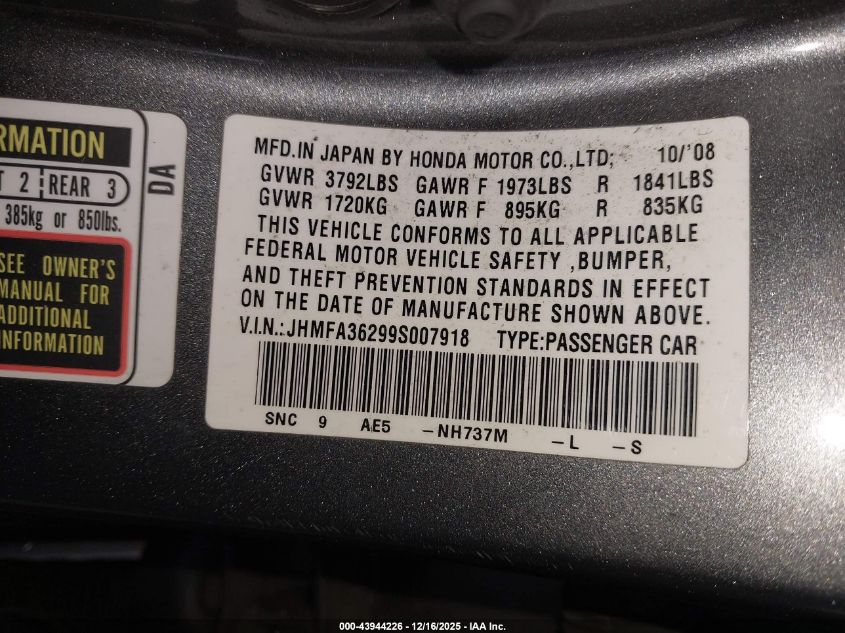 RMATION
T 2 REAR 3
385kg or 850lbs.
SEE OWNER'S
MANUAL FOR
ADDITIONAL
INFORMATION
DA
MFD.IN JAPAN BY HONDA MOTOR CO.,LTD; 10/'08
GVWR 3792LBS GAWR F 1973LBS R 1841LBS
GVWR 1720KG GAWR F 895KG R 835KG
THIS VEHICLE CONFORMS TO ALL APPLICABLE
FEDERAL MOTOR VEHICLE SAFETY ,BUMPER,
AND THEFT PREVENTION STANDARDS IN EFFECT
ON THE DATE OF MANUFACTURE SHOWN ABOVE.
V.I.N.:JHMFA36299S007918 TYPE:PASSENGER CAR
SNC 9 AE5 -NH737M -L -S
000-43944226 - 12/16/2025 - IAA Inc.